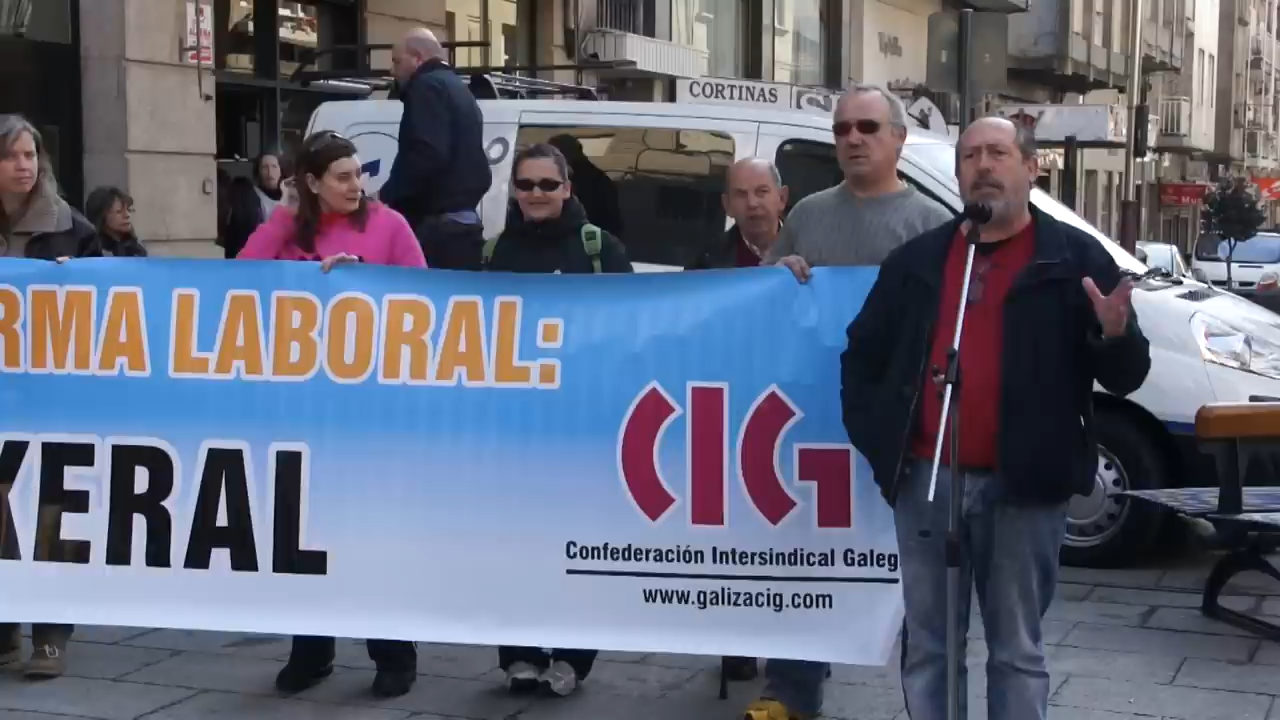 CORTINAS
RMA LABORAL:
XERAL
CIG
Confederación Intersindical Galeg
www.galizacig.com